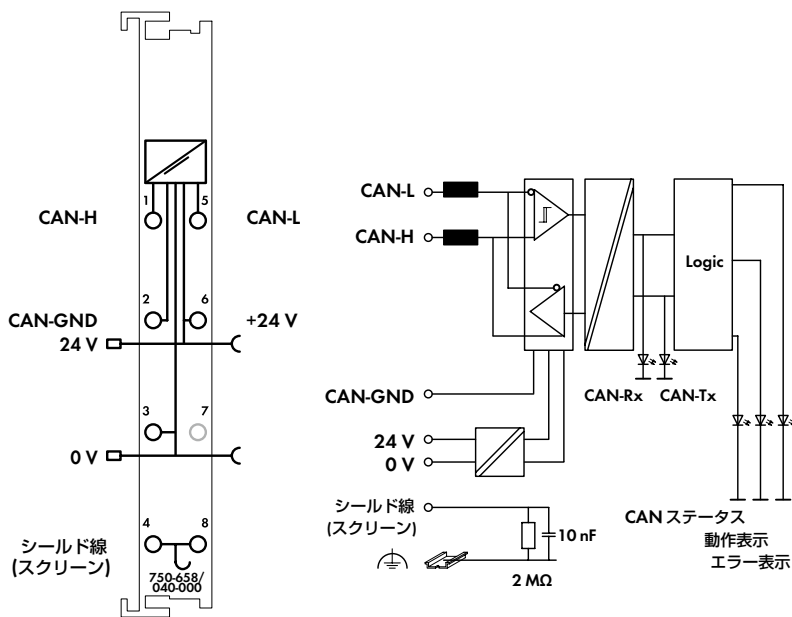 1
5
CAN-H
CAN-L
2
6
CAN-GND
+24 V
24 V
3
7
0 V
4
8
シールド線
(スクリーン)
750-658/
040-000
CAN-L
CAN-H
Logic
CAN-GND
CAN-Rx
CAN-Tx
24 V
0 V
シールド線
(スクリーン)
10 nF
2 MΩ
CAN ステータス
動作表示
エラー表示